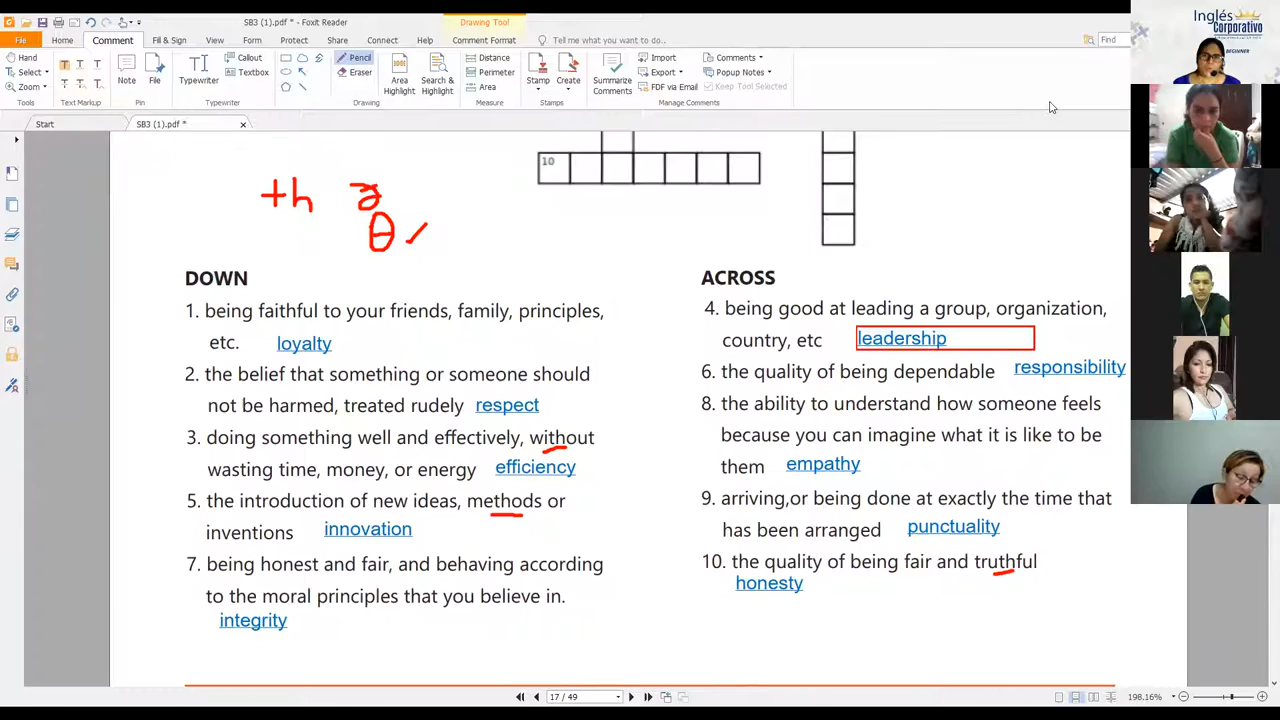 SB3 (1).pdf * - Foxit Reader
Drawing Tool
File Home Comment Fill & Sign View Form Protect Share Connect Help Comment Format Tell me what you want to do.. Find
Hand
Select
Zoom
Tools
Text Markup
Note File
Pin
Typewriter
Callout
Textbox
Typewriter
Pencil
Eraser
Drawing
Area Highlight
Search & Highlight
Distance
Perimeter
Area
Measure
Stamp Create
Stamps
Summarize Comments
Import
Export
FDF via Email
Comments
Popup Notes
Keep Tool Selected
Manage Comments
Start SB3 (1).pdf *
Inglés
Corporativo
BEGINNER
10
th
θ
DOWN
1. being faithful to your friends, family, principles,
etc. loyalty
2. the belief that something or someone should
not be harmed, treated rudely respect
3. doing something well and effectively, without
wasting time, money, or energy efficiency
5. the introduction of new ideas, methods or
inventions innovation
7. being honest and fair, and behaving according
to the moral principles that you believe in.
integrity
ACROSS
4. being good at leading a group, organization,
country, etc leadership
6. the quality of being dependable responsibility
8. the ability to understand how someone feels
because you can imagine what it is like to be
them empathy
9. arriving,or being done at exactly the time that
has been arranged punctuality
10. the quality of being fair and truthful
honesty
17 / 49
198.16%